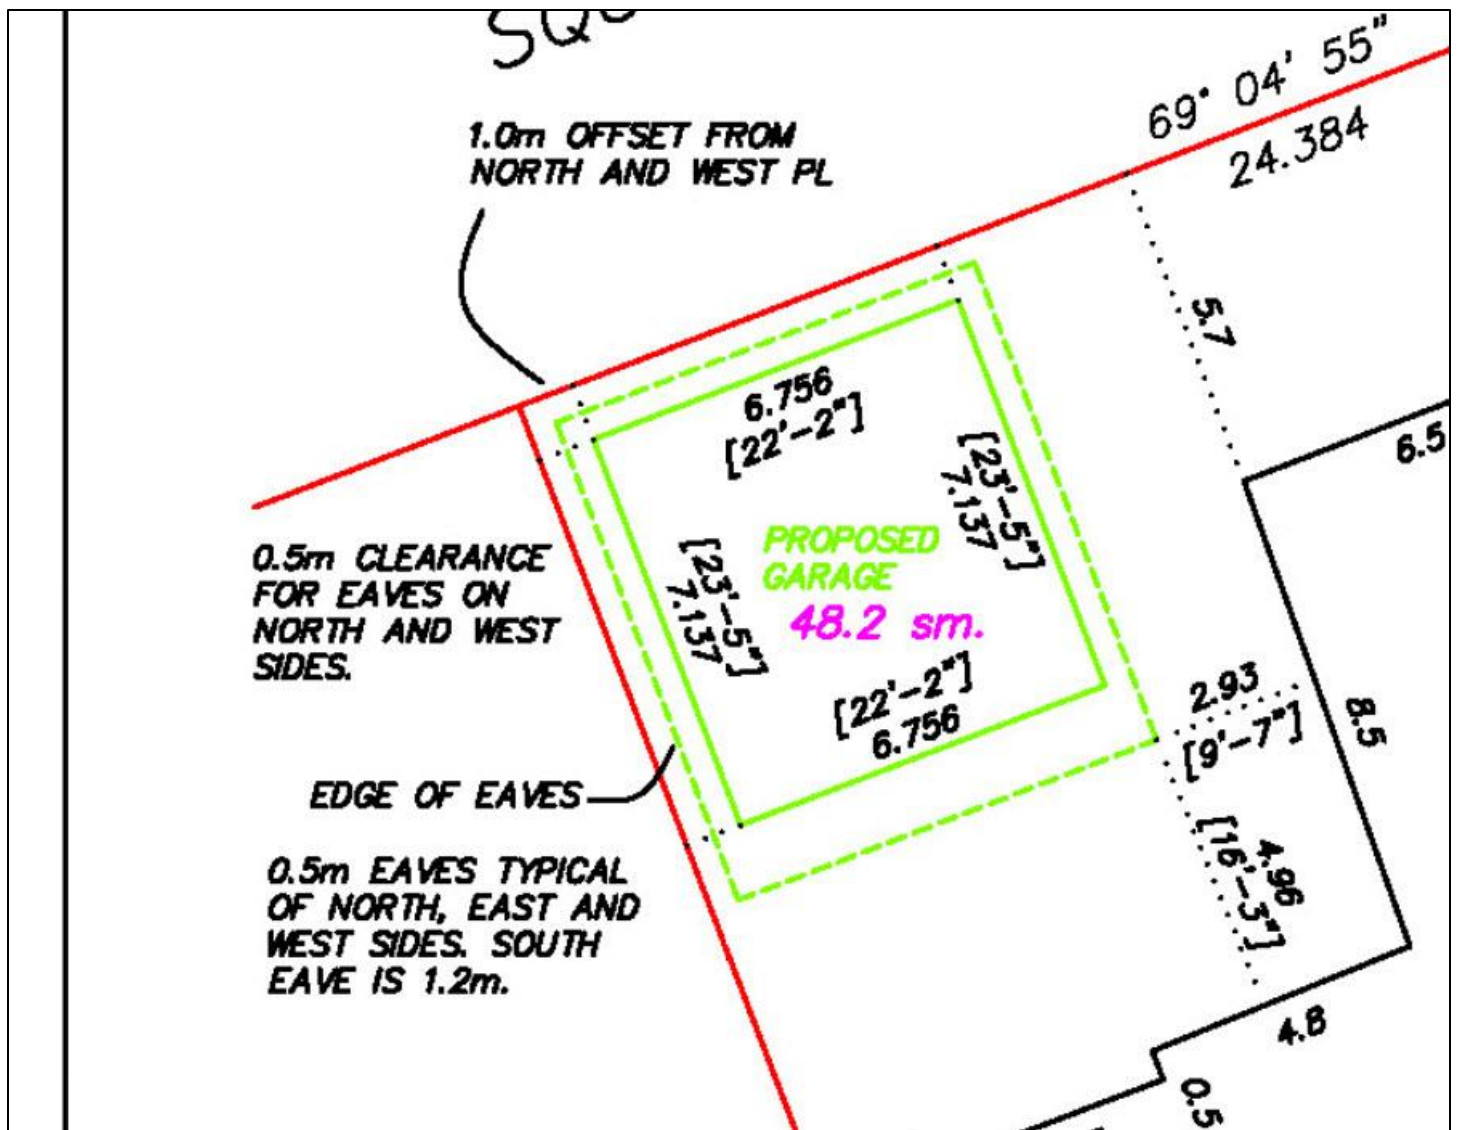 SQU
69° 04' 55"
24.384
1.0m OFFSET FROM
NORTH AND WEST PL
5.7
6.756
[22'-2"]
6.5
[23'-5"]
7.137
PROPOSED
GARAGE
48.2 sm.
0.5m CLEARANCE
FOR EAVES ON
NORTH AND WEST
SIDES.
[23'-5"]
7.137
[22'-2"]
6.756
2.93
[9'-7"]
8.5
EDGE OF EAVES
4.96
[16'-3"]
0.5m EAVES TYPICAL
OF NORTH, EAST AND
WEST SIDES. SOUTH
EAVE IS 1.2m.
4.8
0.5